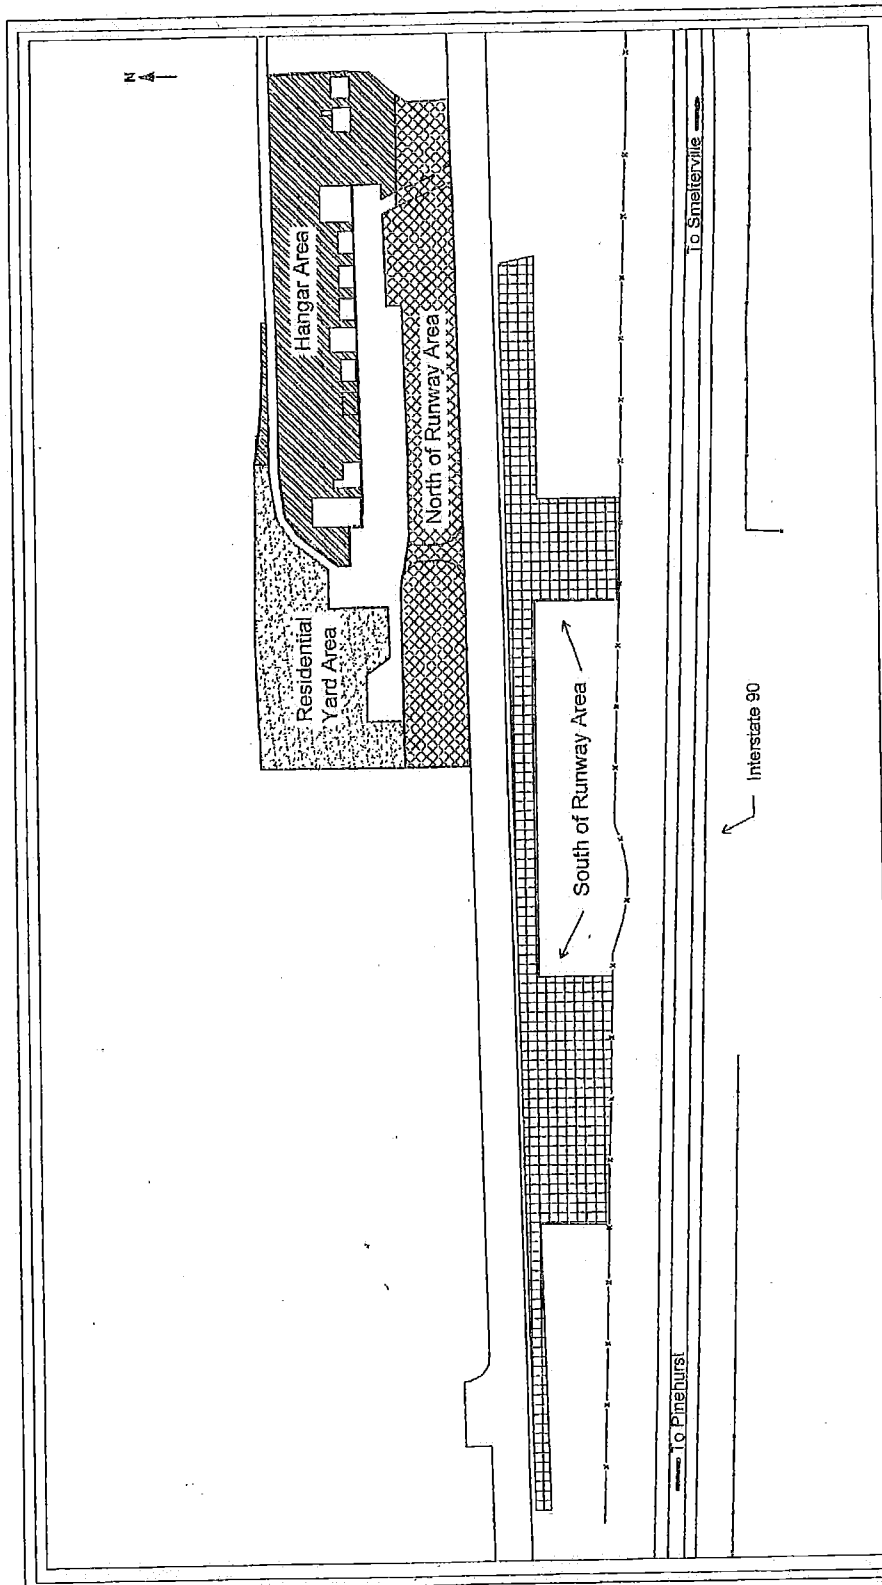 N
Hangar Area
Residential
Yard Area
North of Runway Area
South of Runway Area
To Smelterville
To Pinehurst
Interstate 90